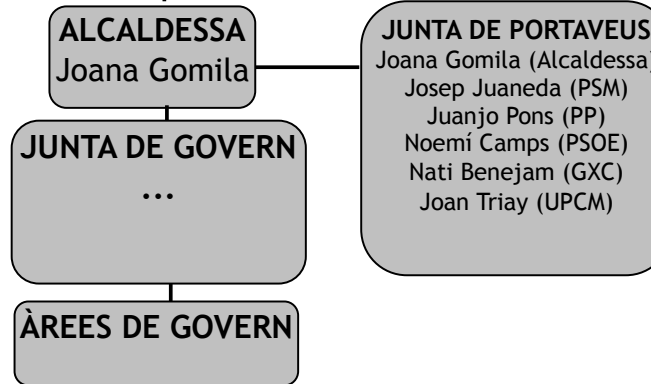 ALCALDESSA
Joana Gomila
JUNTA DE PORTAVEUS
Joana Gomila (Alcaldessa)
Josep Juaneda (PSM)
Juanjo Pons (PP)
Noemí Camps (PSOE)
Nati Benejam (GXC)
Joan Triay (UPCM)
JUNTA DE GOVERN
...
ÀREES DE GOVERN